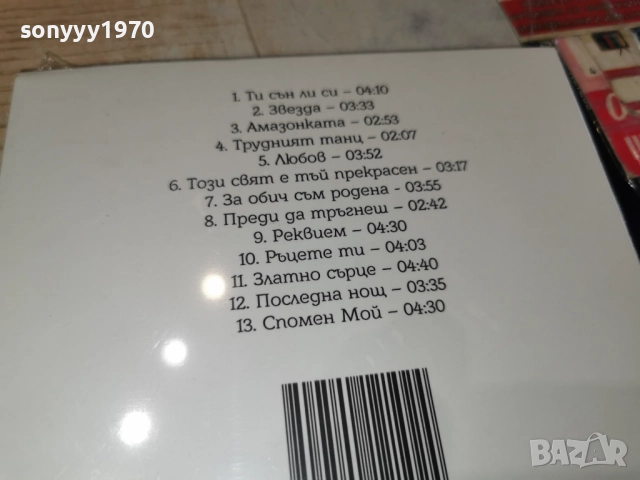 sonyyy1970
1. Ти сън ли си – 04:10
2. Звезда – 03:33
3. Амазонката – 02:53
4. Трудният танц – 02:07
5. Любов – 03:52
6. Този свят е тъй прекрасен – 03:17
7. За обич съм родена - 03:55
8. Преди да тръгнеш – 02:42
9. Реквием – 04:30
10. Ръцете ти – 04:03
11. Златно сърце – 04:40
12. Последна нощ – 03:35
13. Спомен Мой – 04:30
BAZAR